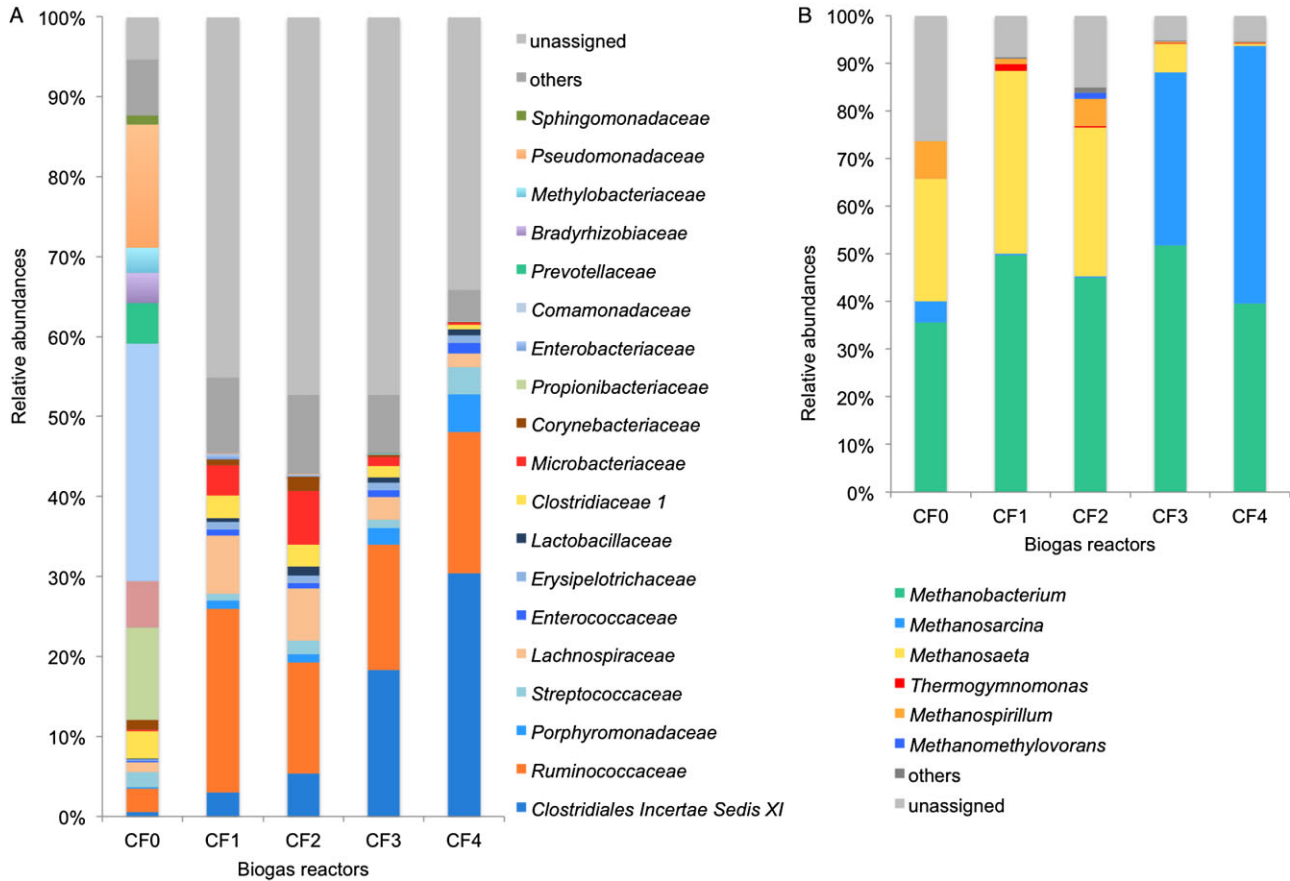 A
100%
90%
80%
70%
60%
50%
40%
30%
20%
10%
0%
Relative abundances
CF0 CF1 CF2 CF3 CF4
Biogas reactors
unassigned
others
Sphingomonadaceae
Pseudomonadaceae
Methylobacteriaceae
Bradyrhizobiaceae
Prevotellaceae
Comamonadaceae
Enterobacteriaceae
Propionibacteriaceae
Corynebacteriaceae
Microbacteriaceae
Clostridiaceae 1
Lactobacillaceae
Erysipelotrichaceae
Enterococcaceae
Lachnospiraceae
Streptococcaceae
Porphyromonadaceae
Ruminococcaceae
Clostridiales Incertae Sedis XI
B
100%
90%
80%
70%
60%
50%
40%
30%
20%
10%
0%
Relative abundances
CF0 CF1 CF2 CF3 CF4
Biogas reactors
Methanobacterium
Methanosarcina
Methanosaeta
Thermogymnomonas
Methanospirillum
Methanomethylovorans
others
unassigned